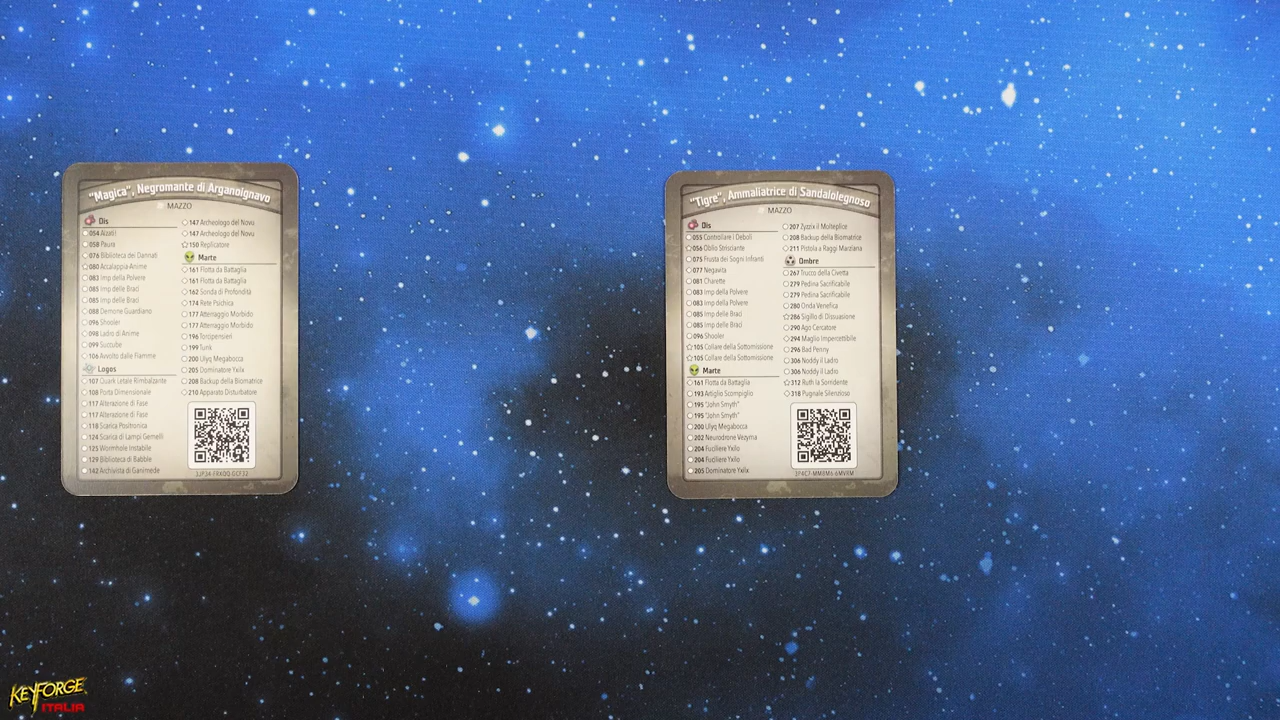 "Magica", Negromante di Arganoignavo
MAZZO
Dis
054 Alzati!
058 Paura
076 Biblioteca dei Dannati
080 Accalappia-Anime
083 Imp della Polvere
085 Imp delle Braci
085 Imp delle Braci
088 Demone Guardiano
096 Shooler
098 Ladro di Anime
099 Succube
106 Avvolto dalle Fiamme
Logos
107 Quark Letale Rimbalzante
108 Porta Dimensionale
117 Alterazione di Fase
117 Alterazione di Fase
118 Scarica Positronica
124 Scarica di Lampi Gemelli
125 Wormhole Instabile
129 Biblioteca di Babble
142 Archivista di Ganimede
147 Archeologo del Novu
147 Archeologo del Novu
150 Replicatore
Marte
161 Flotta da Battaglia
161 Flotta da Battaglia
162 Sonda di Profondità
174 Rete Psichica
177 Atterraggio Morbido
177 Atterraggio Morbido
196 Torcipensieri
199 Tunk
200 Ulyq Megabocca
205 Dominatore Yxilx
208 Backup della Biomatrice
210 Apparato Disturbatore
"Tigre", Ammaliatrice di Sandalolegnoso
MAZZO
Dis
055 Controllare i Deboli
056 Oblio Strisciante
075 Frusta dei Sogni Infranti
077 Negavita
081 Charette
083 Imp della Polvere
083 Imp della Polvere
085 Imp delle Braci
085 Imp delle Braci
096 Shooler
105 Collare della Sottomissione
105 Collare della Sottomissione
Marte
161 Flotta da Battaglia
193 Artiglio Scompiglio
195 "John Smyth"
195 "John Smyth"
200 Ulyq Megabocca
202 Neurodrone Vezyma
204 Fuciliere Yxilo
204 Fuciliere Yxilo
205 Dominatore Yxilx
207 Zyzzix il Molteplice
208 Backup della Biomatrice
211 Pistola a Raggi Marziana
Ombre
267 Trucco della Civetta
279 Pedina Sacrificabile
279 Pedina Sacrificabile
280 Onda Venefica
286 Sigillo di Dissuasione
290 Ago Cercatore
294 Maglio Impercettibile
296 Bad Penny
306 Noddy il Ladro
306 Noddy il Ladro
312 Ruth la Sorridente
318 Pugnale Silenzioso
KEYFORGE
ITALIA